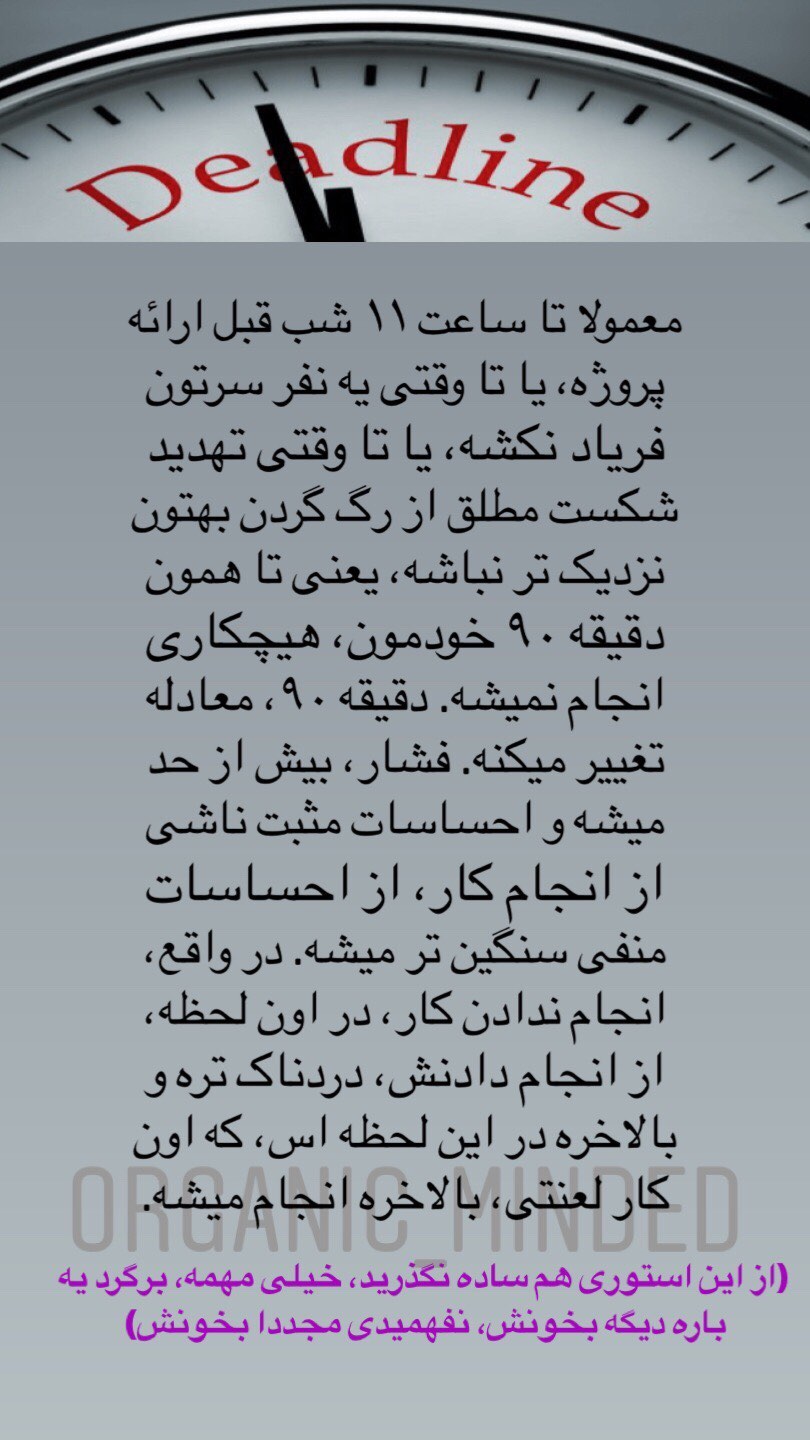 Deadline
معمولا تا ساعت ۱۱ شب قبل ارائه
پروژه، یا تا وقتی یه نفر سرتون
فریاد نکشه، یا تا وقتی تهدید
شکست مطلق از رگ گردن بهتون
نزدیک تر نباشه، یعنی تا همون
دقیقه ۹۰ خودمون، هیچکاری
انجام نمیشه. دقیقه ۹۰، معادله
تغییر میکنه. فشار، بیش از حد
میشه و احساسات مثبت ناشی
از انجام کار، از احساسات
منفی سنگین تر میشه. در واقع،
انجام ندادن کار، در اون لحظه،
از انجام دادنش، دردناک تره و
بالاخره در این لحظه اس، که اون
کار لعنتی، بالاخره انجام میشه.
ORGANIC_MINDED
(از این استوری هم ساده نگذرید، خیلی مهمه، برگرد یه
باره دیگه بخونش، نفهمیدی مجددا بخونش)